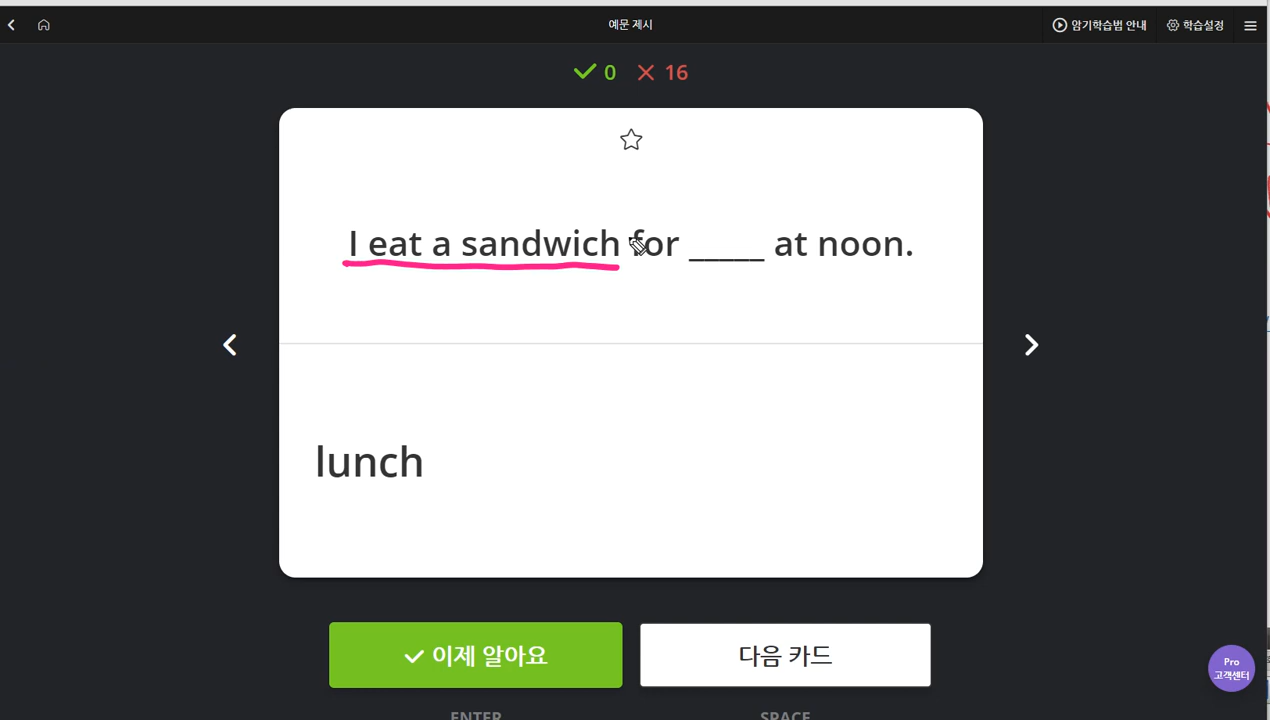 예문 제시
암기학습법 안내
학습설정
0
16
I eat a sandwich for _____ at noon.
lunch
이제 알아요
다음 카드
Pro
고객센터
ENTER
SPACE